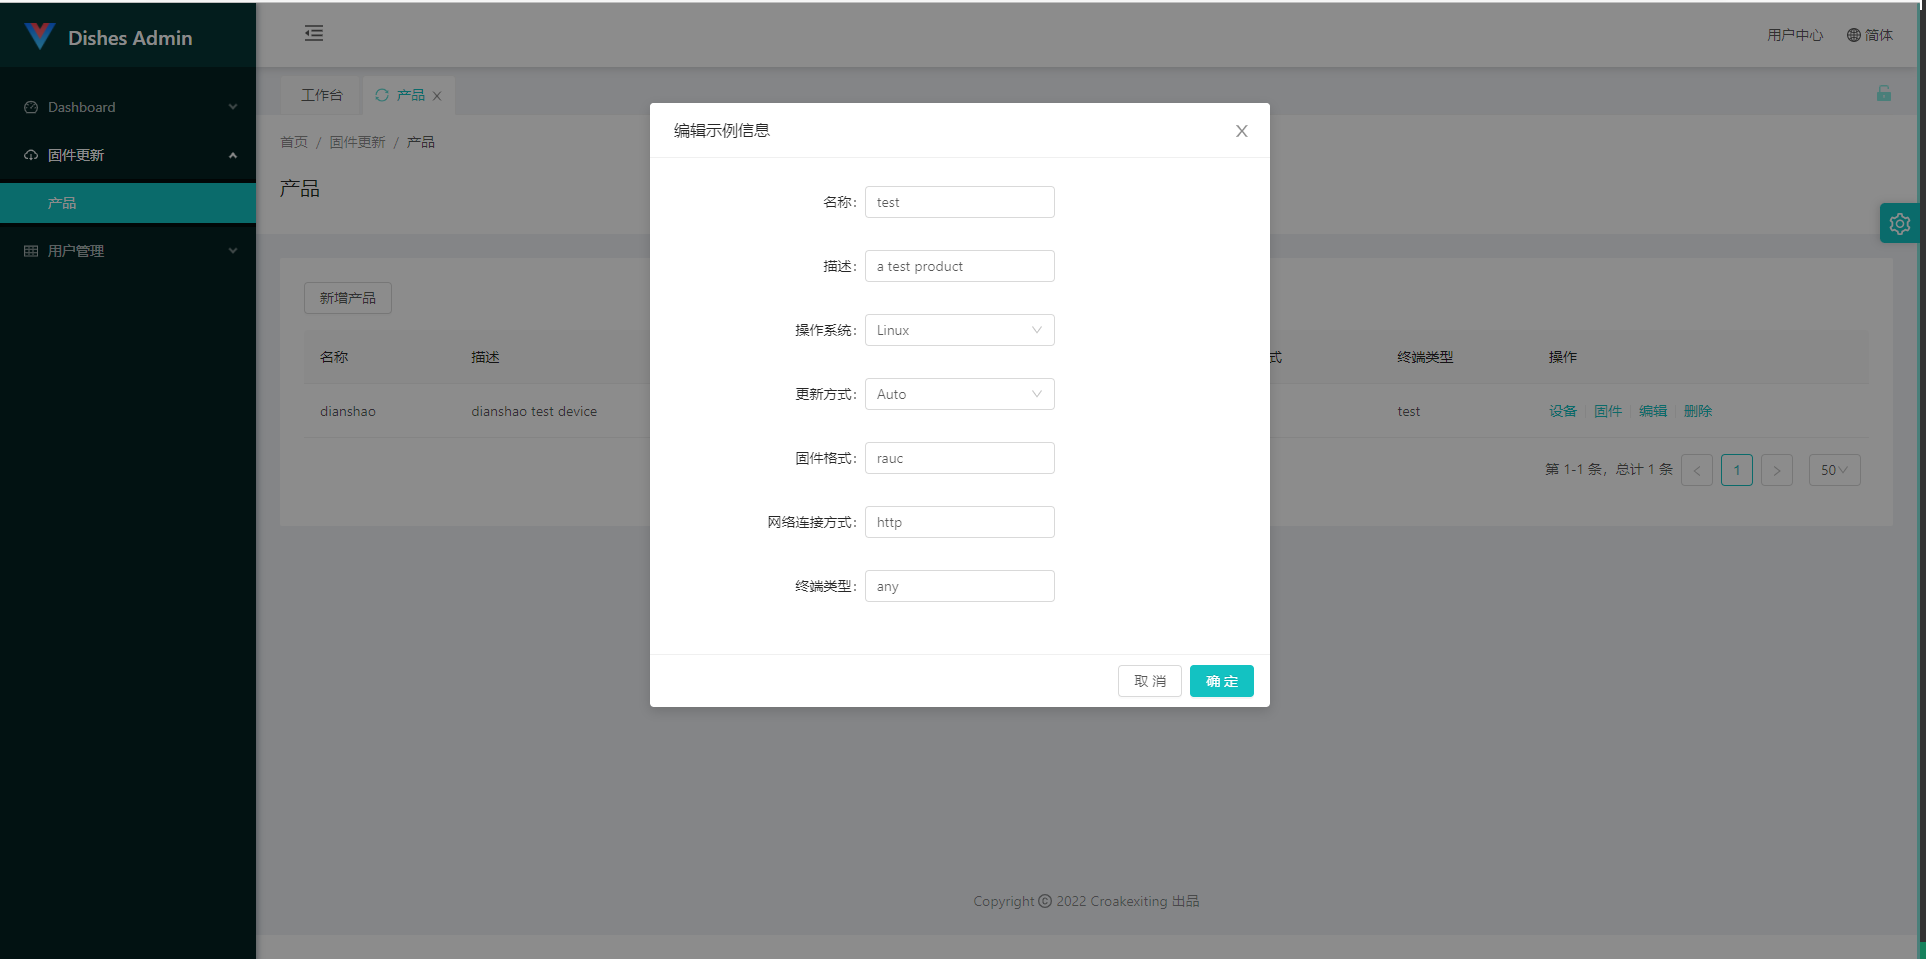 Dishes Admin
用户中心 简体
Dashboard
固件更新
产品
用户管理
工作台 产品
首页 / 固件更新 / 产品
产品
新增产品
名称 描述 式 终端类型 操作
dianshao dianshao test device test 设备 固件 编辑 删除
第 1-1 条，总计 1 条 < 1 > 50
编辑示例信息
名称: test
描述: a test product
操作系统: Linux
更新方式: Auto
固件格式: rauc
网络连接方式: http
终端类型: any
取 消 确 定
Copyright © 2022 Croakexiting 出品